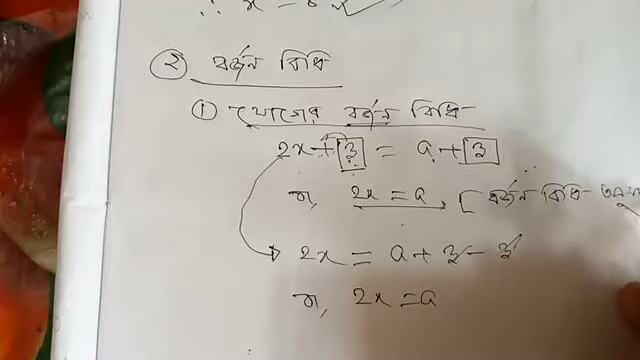 ∴ x =
২ বর্জন বিধি
① যোগের বর্জন বিধি
2x + 3 = a + 3
বা, 2x = a [বর্জন বিধি
2x = a + 3 - 3
বা, 2x = a